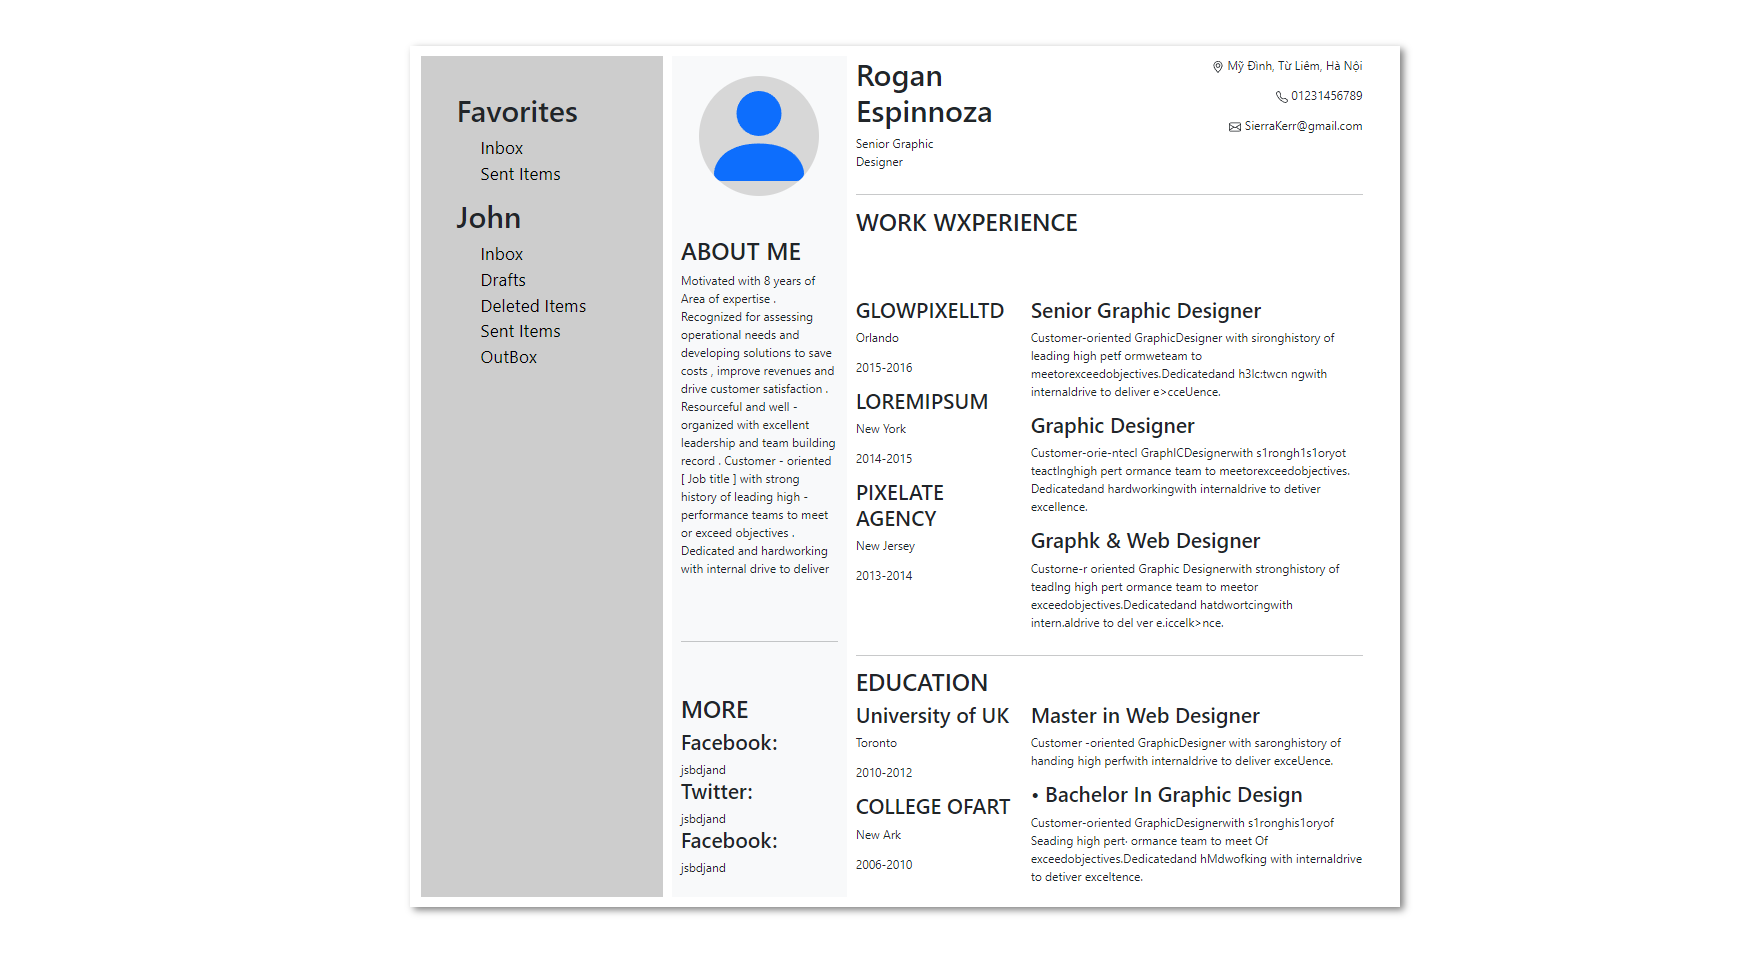 Favorites
Inbox
Sent Items
John
Inbox
Drafts
Deleted Items
Sent Items
OutBox
ABOUT ME
Motivated with 8 years of
Area of expertise .
Recognized for assessing
operational needs and
developing solutions to save
costs , improve revenues and
drive customer satisfaction .
Resourceful and well -
organized with excellent
leadership and team building
record . Customer - oriented
[ Job title ] with strong
history of leading high -
performance teams to meet
or exceed objectives .
Dedicated and hardworking
with internal drive to deliver
MORE
Facebook:
jsbdjand
Twitter:
jsbdjand
Facebook:
jsbdjand
Rogan
Espinnoza
Senior Graphic
Designer
Mỹ Đình, Từ Liêm, Hà Nội
01231456789
SierraKerr@gmail.com
WORK WXPERIENCE
GLOWPIXELLTD
Orlando
2015-2016
LOREMIPSUM
New York
2014-2015
PIXELATE
AGENCY
New Jersey
2013-2014
Senior Graphic Designer
Customer-oriented GraphicDesigner with sironghistory of
leading high petf ormweteam to
meetorexceedobjectives.Dedicatedand h3lc:twcn ngwith
internaldrive to deliver e>cceUence.
Graphic Designer
Customer-orie-ntecl GraphlCDesignerwith s1rongh1s1oryot
teactlnghigh pert ormance team to meetorexceedobjectives.
Dedicatedand hardworkingwith internaldrive to detiver
excellence.
Graphk & Web Designer
Custorne-r oriented Graphic Designerwith stronghistory of
teadlng high pert ormance team to meetor
exceedobjectives.Dedicatedand hatdwortcingwith
intern.aldrive to del ver e.iccelk>nce.
EDUCATION
University of UK
Toronto
2010-2012
COLLEGE OFART
New Ark
2006-2010
Master in Web Designer
Customer -oriented GraphicDesigner with saronghistory of
handing high perfwith internaldrive to deliver exceUence.
• Bachelor In Graphic Design
Customer-oriented GraphicDesignerwith s1ronghis1oryof
Seading high pert· ormance team to meet Of
exceedobjectives.Dedicatedand hMdwofking with internaldrive
to detiver exceltence.